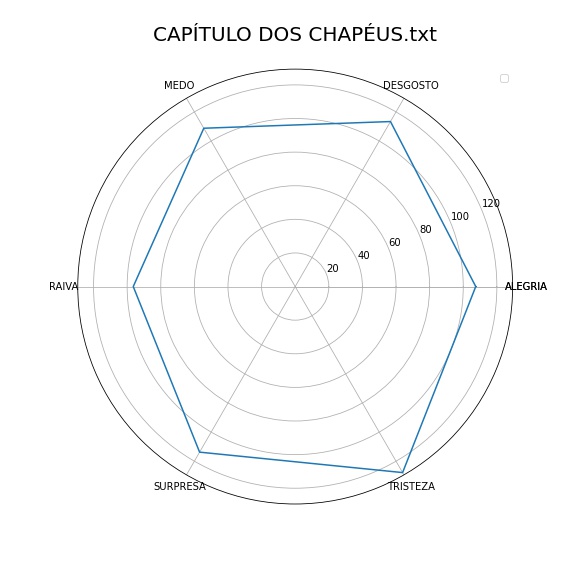 CAPÍTULO DOS CHAPÉUS.txt
MEDO
DESGOSTO
120
100
80
60
40
20
RAIVA
ALEGRIA
SURPRESA
TRISTEZA